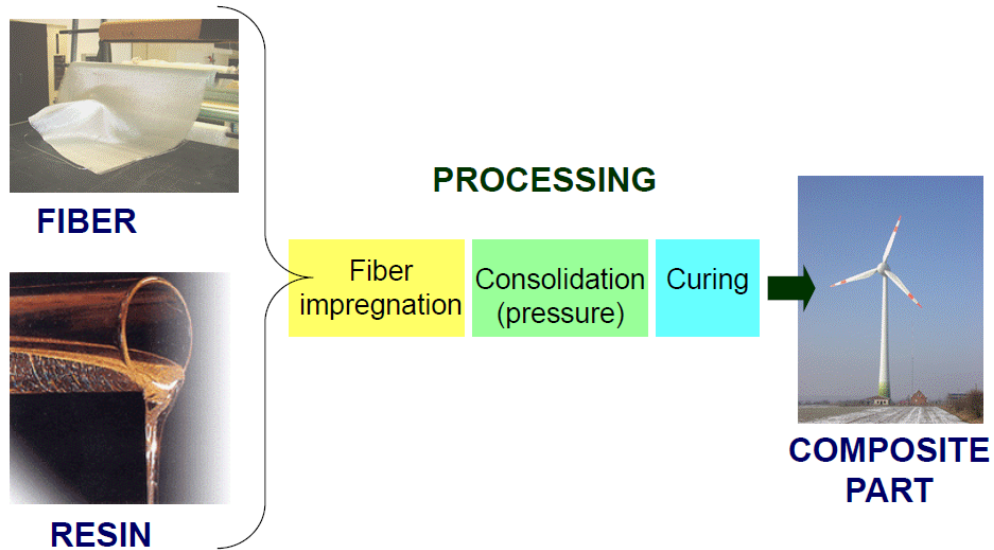 FIBER
RESIN
PROCESSING
Fiber
impregnation
Consolidation
(pressure)
Curing
COMPOSITE
PART